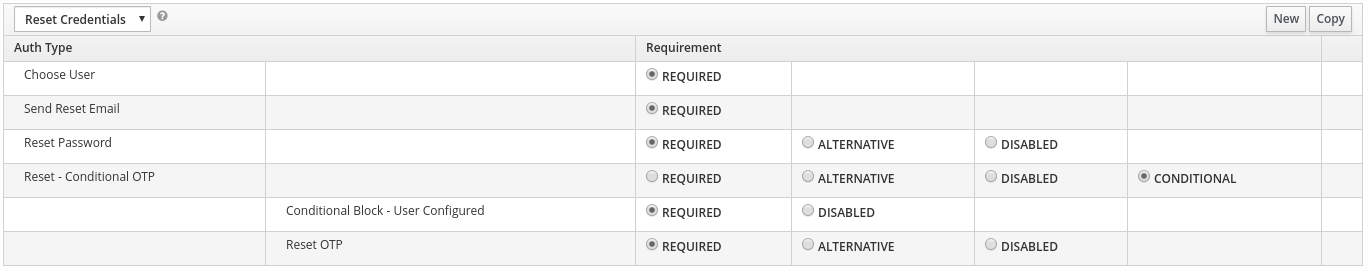 Reset Credentials New Copy
Auth Type Requirement
Choose User REQUIRED
Send Reset Email REQUIRED
Reset Password REQUIRED ALTERNATIVE DISABLED
Reset - Conditional OTP REQUIRED ALTERNATIVE DISABLED CONDITIONAL
Conditional Block - User Configured REQUIRED DISABLED
Reset OTP REQUIRED ALTERNATIVE DISABLED